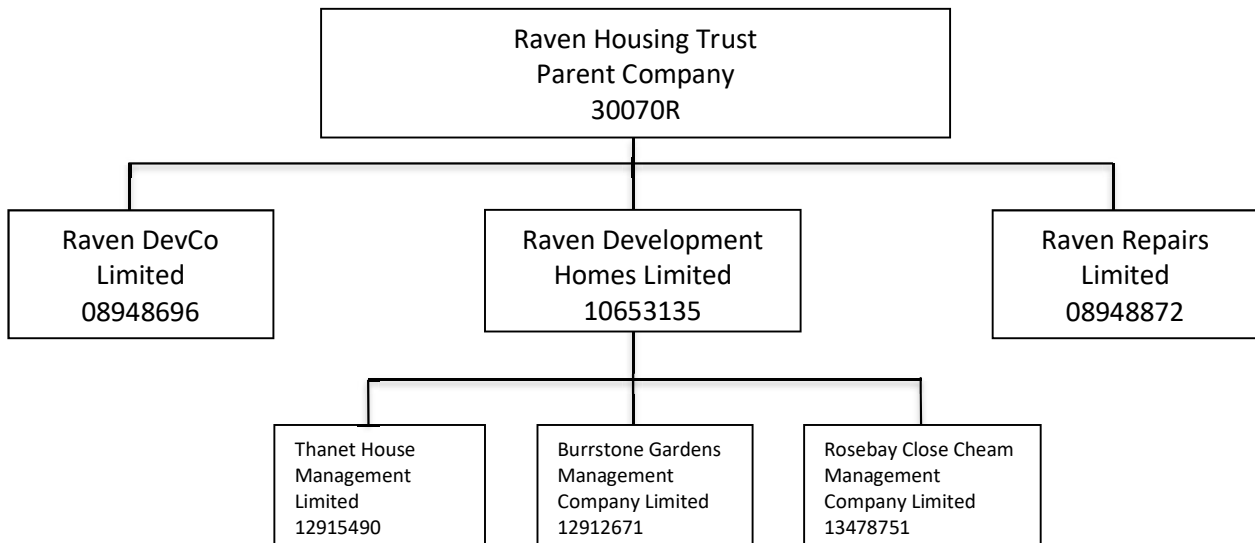 Raven Housing Trust
Parent Company
30070R
Raven DevCo
Limited
08948696
Raven Development
Homes Limited
10653135
Raven Repairs
Limited
08948872
Thanet House
Management
Limited
12915490
Burrstone Gardens
Management
Company Limited
12912671
Rosebay Close Cheam
Management
Company Limited
13478751